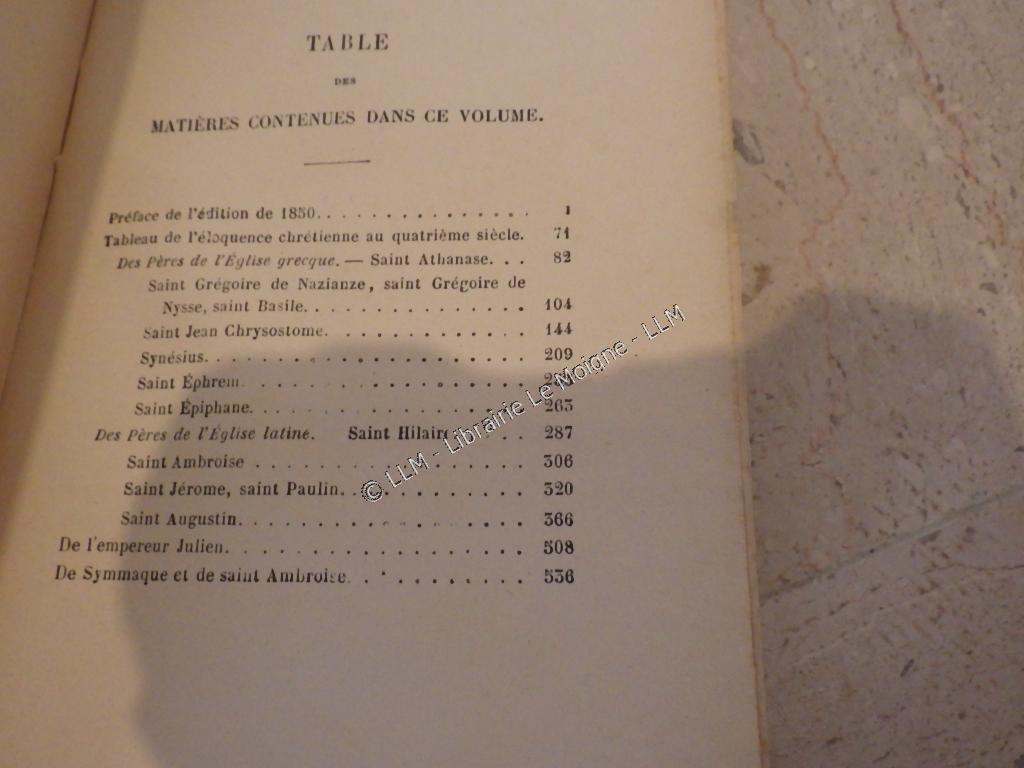 TABLE
DES
MATIÈRES CONTENUES DANS CE VOLUME.
Préface de l'édition de 1850. . . . . . . . . . . . . . . 1
Tableau de l'éloquence chrétienne au quatrième siècle. 71
Des Pères de l'Église grecque. — Saint Athanase. . . 82
Saint Grégoire de Nazianze, saint Grégoire de
Nysse, saint Basile. . . . . . . . . . . . . . . 104
Saint Jean Chrysostome. . . . . . . . . . . . . 144
Synésius. . . . . . . . . . . . . . . . . . . . . 209
Saint Éphrem. . . . . . . . . . . . . . . . . .
Saint Épiphane. . . . . . . . . . . . . . . . . 263
Des Pères de l'Église latine. Saint Hilaire . . . 287
Saint Ambroise . . . . . . . . . . . . . . . . . 306
Saint Jérome, saint Paulin. . . . . . . . . . . . 320
Saint Augustin. . . . . . . . . . . . . . . . . . 366
De l'empereur Julien. . . . . . . . . . . . . . . . . . 508
De Symmaque et de saint Ambroise. . . . . . . . . . . 536
© LLM - Librairie Le Moigne - LLM